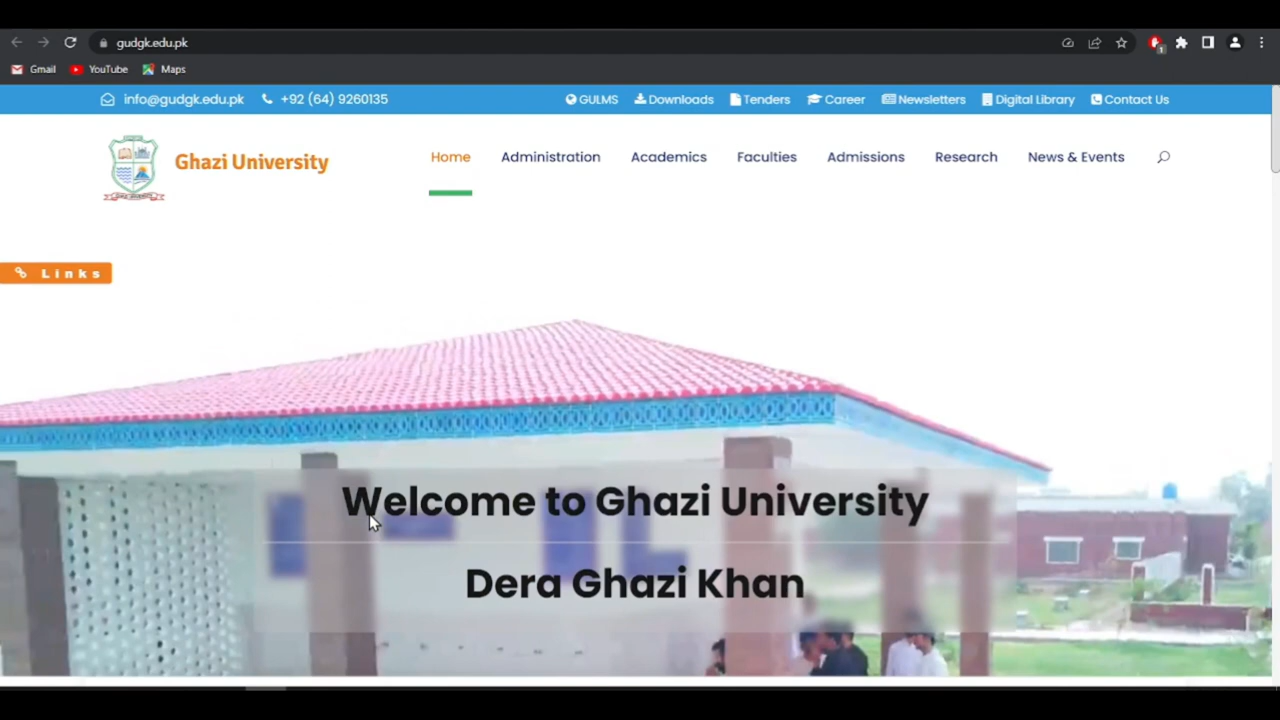 gudgk.edu.pk
1
Gmail YouTube Maps
info@gudgk.edu.pk +92 (64) 9260135 GULMS Downloads Tenders Career Newsletters Digital Library Contact Us
Ghazi University Home Administration Academics Faculties Admissions Research News & Events
Links
Welcome to Ghazi University
Dera Ghazi Khan